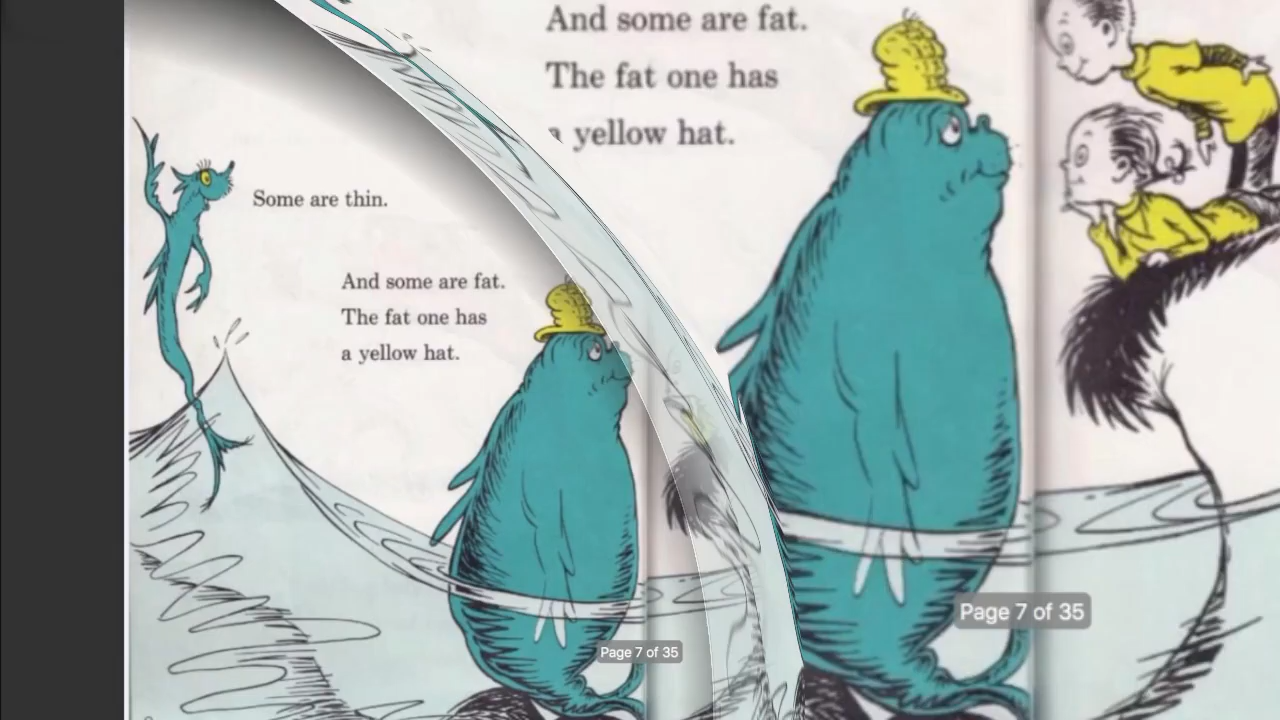 Some are thin.
And some are fat.
The fat one has
a yellow hat.
Page 7 of 35
And some are fat.
The fat one has
a yellow hat.
Page 7 of 35